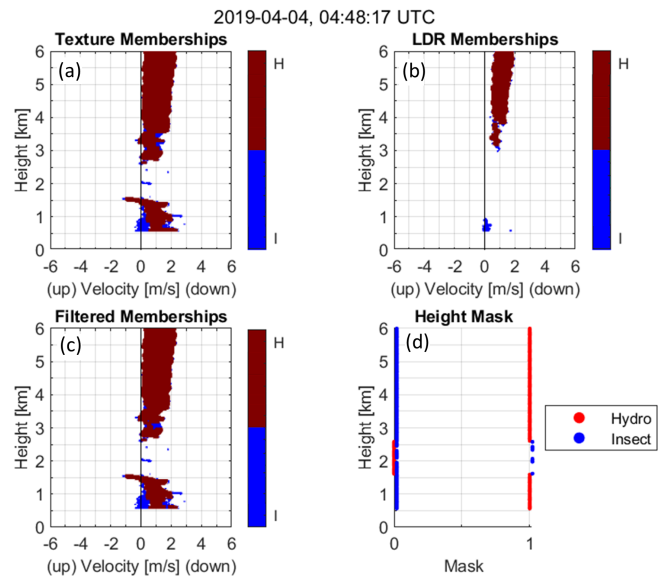 2019-04-04, 04:48:17 UTC
Texture Memberships
LDR Memberships
(a)
(b)
Height [km]
6
5
4
3
2
1
0
H
I
Height [km]
6
5
4
3
2
1
0
H
I
-6 -4 -2 0 2 4 6
(up) Velocity [m/s] (down)
-6 -4 -2 0 2 4 6
(up) Velocity [m/s] (down)
Filtered Memberships
Height Mask
(c)
(d)
Height [km]
6
5
4
3
2
1
0
H
I
Height [km]
6
5
4
3
2
1
0
Hydro
Insect
-6 -4 -2 0 2 4 6
(up) Velocity [m/s] (down)
0 1
Mask